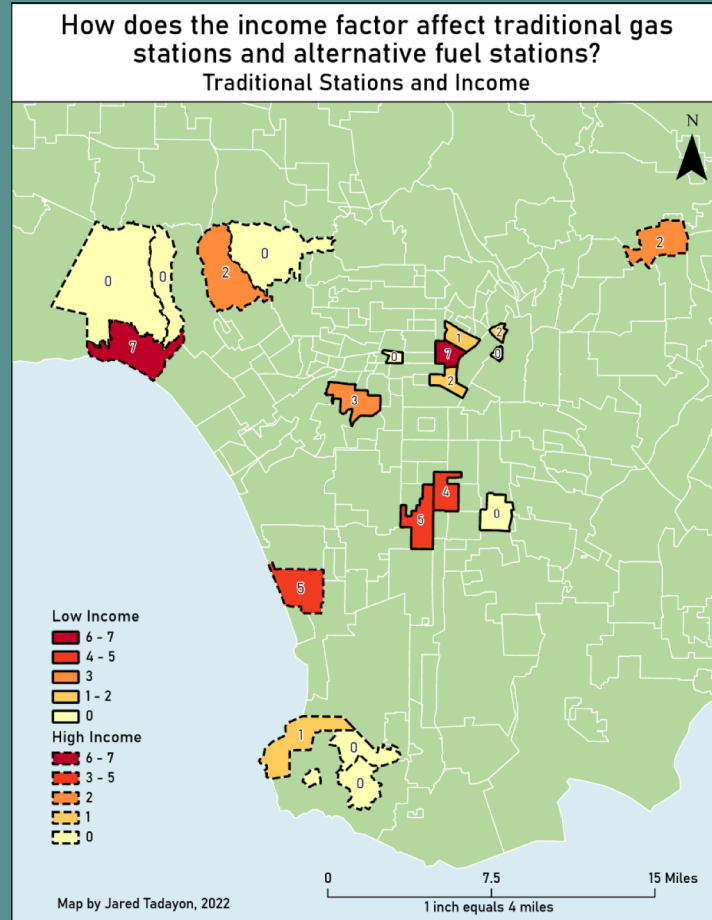 How does the income factor affect traditional gas
stations and alternative fuel stations?
Traditional Stations and Income
N
0
0
2
0
2
7
1
2
0
7
0
2
3
4
5
0
5
Low Income
6 - 7
4 - 5
3
1 - 2
0
High Income
6 - 7
3 - 5
2
1
0
1
0
0
0 7.5 15 Miles
1 inch equals 4 miles
Map by Jared Tadayon, 2022